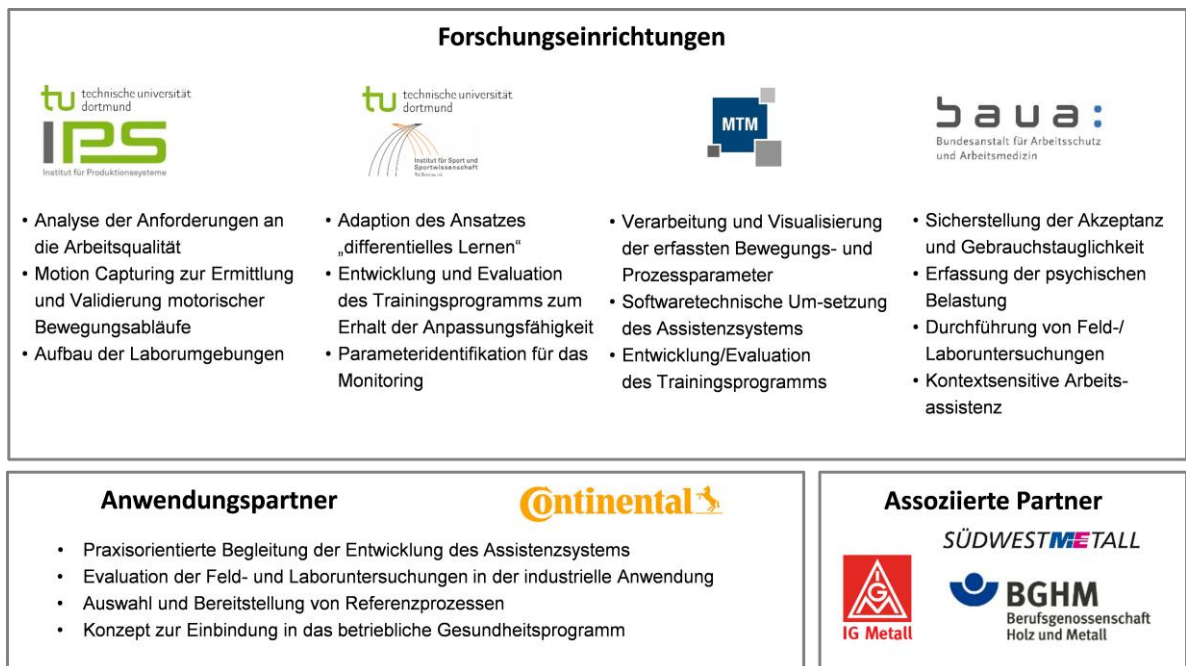 Forschungseinrichtungen
tu technische universität
dortmund
IPS
Institut für Produktionssysteme
• Analyse der Anforderungen an
die Arbeitsqualität
• Motion Capturing zur Ermittlung
und Validierung motorischer
Bewegungsabläufe
• Aufbau der Laborumgebungen
tu technische universität
dortmund
Institut für Sport und
Sportwissenschaft
• Adaption des Ansatzes
„differentielles Lernen“
• Entwicklung und Evaluation
des Trainingsprogramms zum
Erhalt der Anpassungsfähigkeit
• Parameteridentifikation für das
Monitoring
MTM
• Verarbeitung und Visualisierung
der erfassten Bewegungs- und
Prozessparameter
• Softwaretechnische Um-setzung
des Assistenzsystems
• Entwicklung/Evaluation
des Trainingsprogramms
baua:
Bundesanstalt für Arbeitsschutz
und Arbeitsmedizin
• Sicherstellung der Akzeptanz
und Gebrauchstauglichkeit
• Erfassung der psychischen
Belastung
• Durchführung von Feld-/
Laboruntersuchungen
• Kontextsensitive Arbeits-
assistenz
Anwendungspartner
Continental
• Praxisorientierte Begleitung der Entwicklung des Assistenzsystems
• Evaluation der Feld- und Laboruntersuchungen in der industrielle Anwendung
• Auswahl und Bereitstellung von Referenzprozessen
• Konzept zur Einbindung in das betriebliche Gesundheitsprogramm
Assoziierte Partner
SÜDWESTMETALL
IGM
IG Metall
BGHM
Berufsgenossenschaft
Holz und Metall